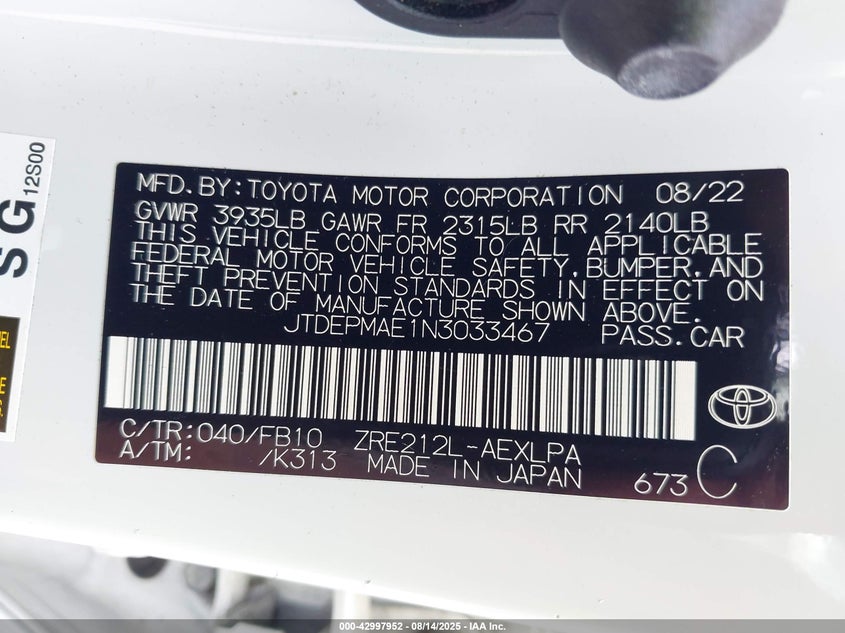 MFD. BY: TOYOTA MOTOR CORPORATION 08/22
GVWR 3935LB GAWR FR 2315LB RR 2140LB
THIS VEHICLE CONFORMS TO ALL APPLICABLE
FEDERAL MOTOR VEHICLE SAFETY, BUMPER, AND
THEFT PREVENTION STANDARDS IN EFFECT ON
THE DATE OF MANUFACTURE SHOWN ABOVE.
JTDEPMAE1N3033467 PASS.CAR
C/TR: 040/FB10 ZRE212L-AEXLPA
A/TM: /K313 MADE IN JAPAN 673 C
SG 12S00
000-42997952 - 08/14/2025 - IAA Inc.